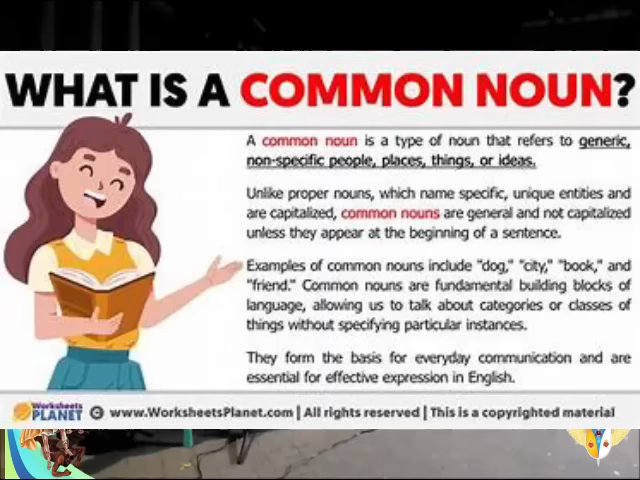 WHAT IS A COMMON NOUN?
A common noun is a type of noun that refers to generic,
non-specific people, places, things, or ideas.
Unlike proper nouns, which name specific, unique entities and
are capitalized, common nouns are general and not capitalized
unless they appear at the beginning of a sentence.
Examples of common nouns include "dog," "city," "book," and
"friend." Common nouns are fundamental building blocks of
language, allowing us to talk about categories or classes of
things without specifying particular instances.
They form the basis for everyday communication and are
essential for effective expression in English.
Worksheets
PLANET
© www.WorksheetsPlanet.com | All rights reserved | This is a copyrighted material